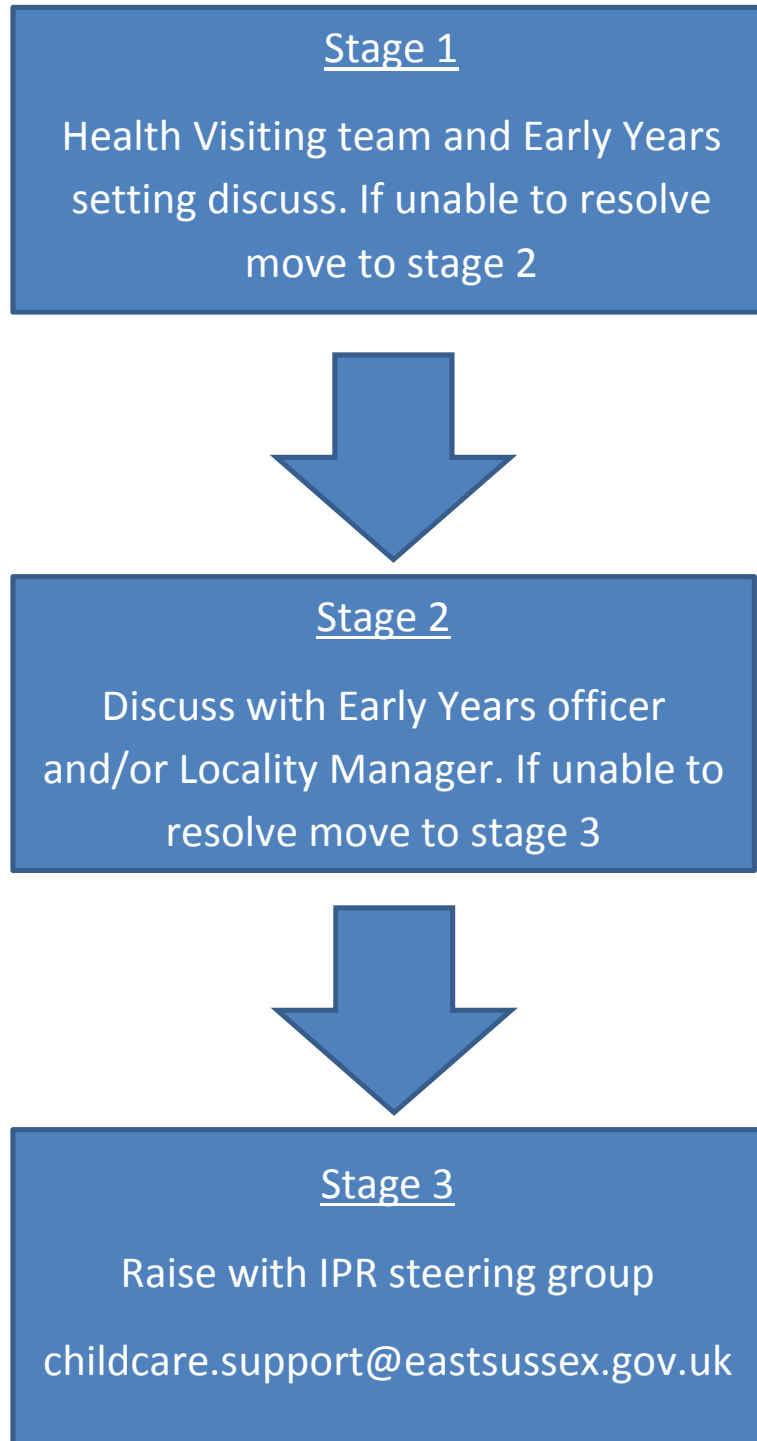 Stage 1
Health Visiting team and Early Years
setting discuss. If unable to resolve
move to stage 2
Stage 2
Discuss with Early Years officer
and/or Locality Manager. If unable to
resolve move to stage 3
Stage 3
Raise with IPR steering group
childcare.support@eastsussex.gov.uk